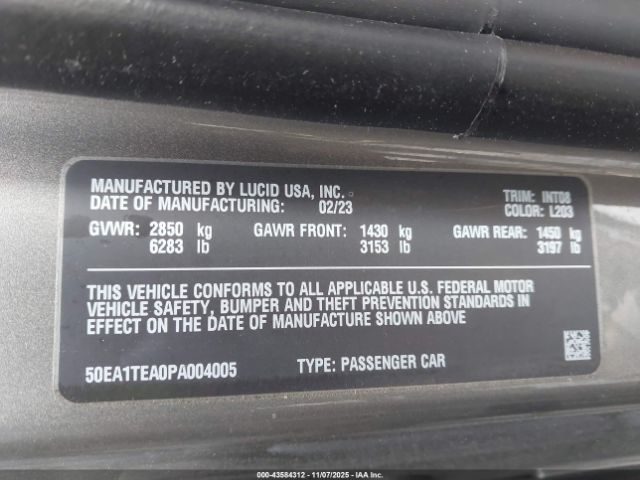 MANUFACTURED BY LUCID USA, INC.
DATE OF MANUFACTURING: 02/23
TRIM: INT08
COLOR: L203
GVWR: 2850 kg GAWR FRONT: 1430 kg GAWR REAR: 1450 kg
6283 lb 3153 lb 3197 lb
THIS VEHICLE CONFORMS TO ALL APPLICABLE U.S. FEDERAL MOTOR
VEHICLE SAFETY, BUMPER AND THEFT PREVENTION STANDARDS IN
EFFECT ON THE DATE OF MANUFACTURE SHOWN ABOVE
50EA1TEA0PA004005 TYPE: PASSENGER CAR
000-43584312 - 11/07/2025 - IAAI.COM